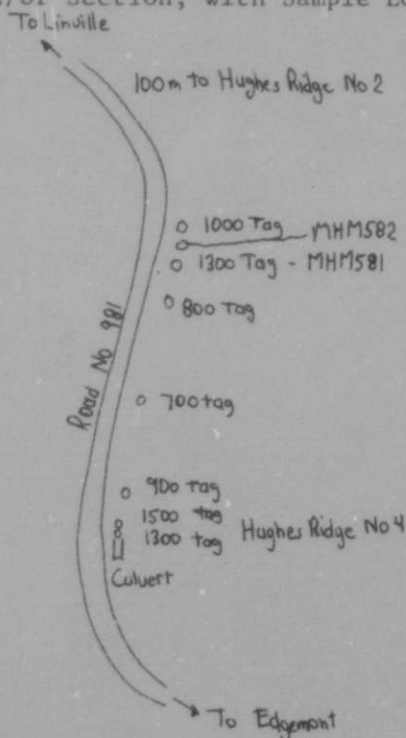 To Linville
100m to Hughes Ridge No 2
1000 Tag
MHM582
1300 Tag - MHM581
800 Tag
Road No 981
700 tag
900 tag
1500 tag
1300 tag
Hughes Ridge No 4
Culvert
To Edgemont